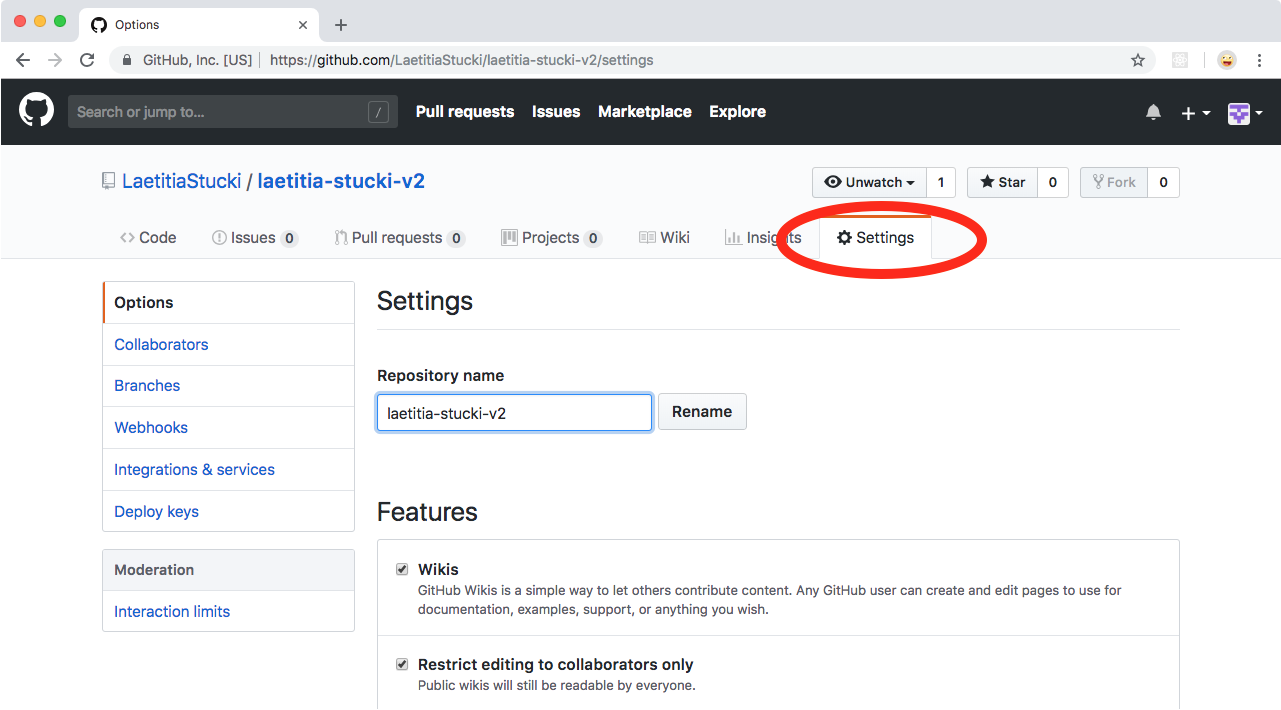 Options
GitHub, Inc. [US] https://github.com/LaetitiaStucki/laetitia-stucki-v2/settings
Search or jump to... / Pull requests Issues Marketplace Explore
LaetitiaStucki / laetitia-stucki-v2 Unwatch 1 Star 0 Fork 0
Code Issues 0 Pull requests 0 Projects 0 Wiki Insights Settings
Options
Collaborators
Branches
Webhooks
Integrations & services
Deploy keys
Moderation
Interaction limits
Settings
Repository name
laetitia-stucki-v2 Rename
Features
Wikis
GitHub Wikis is a simple way to let others contribute content. Any GitHub user can create and edit pages to use for
documentation, examples, support, or anything you wish.
Restrict editing to collaborators only
Public wikis will still be readable by everyone.